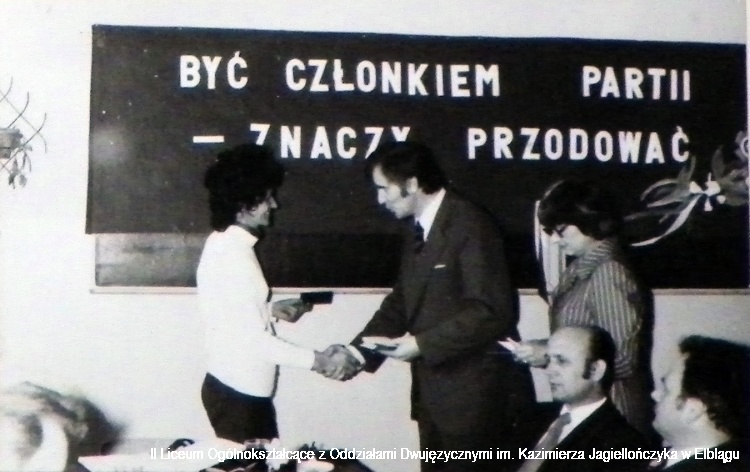 BYĆ CZŁONKIEM PARTII
— ZNACZY PRZODOWAĆ
II Liceum Ogólnokształcące z Oddziałami Dwujęzycznymi im. Kazimierza Jagiellończyka w Elblągu